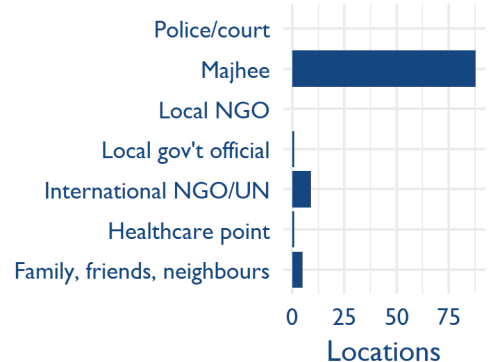 Police/court
Majhee
Local NGO
Local gov't official
International NGO/UN
Healthcare point
Family, friends, neighbours
0 25 50 75
Locations